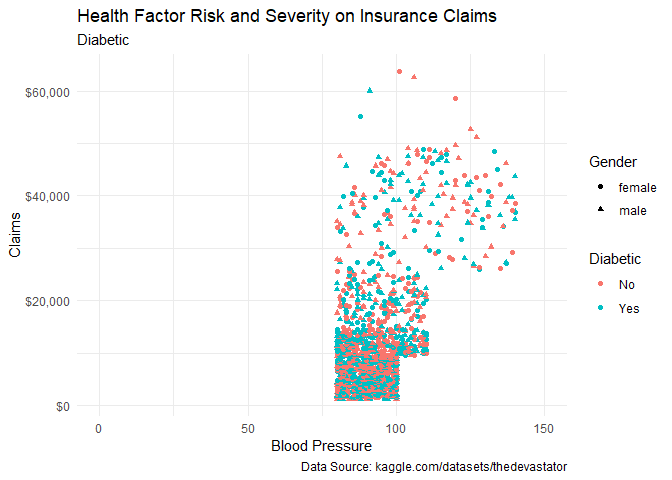 Health Factor Risk and Severity on Insurance Claims
Diabetic
$60,000
$40,000
$20,000
$0
Claims
0
50
100
150
Blood Pressure
Gender
female
male
Diabetic
No
Yes
Data Source: kaggle.com/datasets/thedevastator